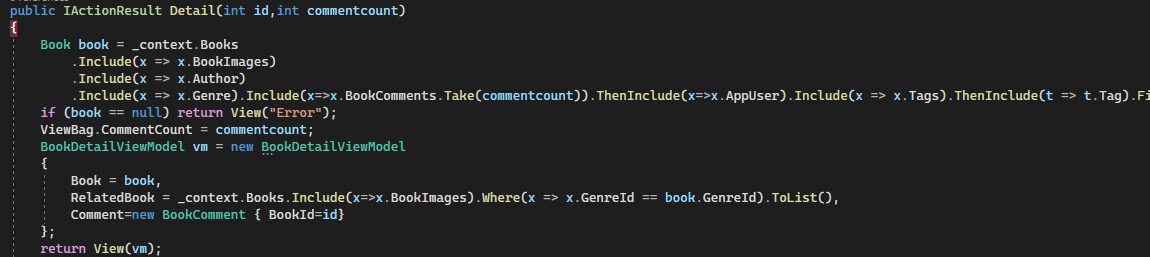 public IActionResult Detail(int id,int commentcount)
{
Book book = _context.Books
.Include(x => x.BookImages)
.Include(x => x.Author)
.Include(x => x.Genre).Include(x=>x.BookComments.Take(commentcount)).ThenInclude(x=>x.AppUser).Include(x => x.Tags).ThenInclude(t => t.Tag).Fi
if (book == null) return View("Error");
ViewBag.CommentCount = commentcount;
BookDetailViewModel vm = new BookDetailViewModel
{
Book = book,
RelatedBook = _context.Books.Include(x=>x.BookImages).Where(x => x.GenreId == book.GenreId).ToList(),
Comment=new BookComment { BookId=id}
};
return View(vm);